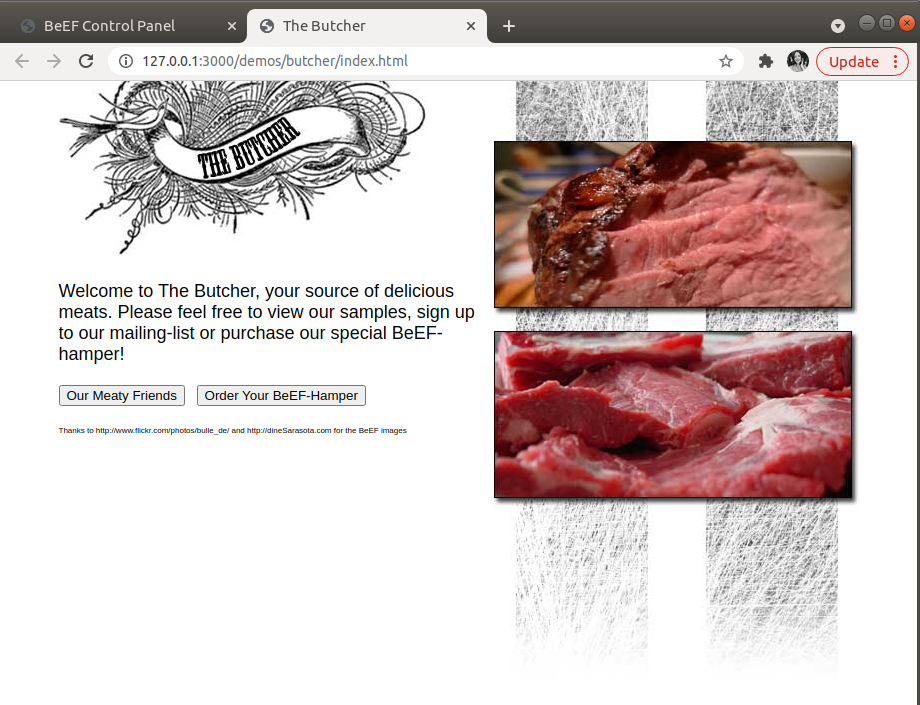 BeEF Control Panel
The Butcher
127.0.0.1:3000/demos/butcher/index.html
Update
THE BUTCHER
Welcome to The Butcher, your source of delicious
meats. Please feel free to view our samples, sign up
to our mailing-list or purchase our special BeEF-
hamper!
Our Meaty Friends
Order Your BeEF-Hamper
Thanks to http://www.flickr.com/photos/bulle_de/ and http://dineSarasota.com for the BeEF images